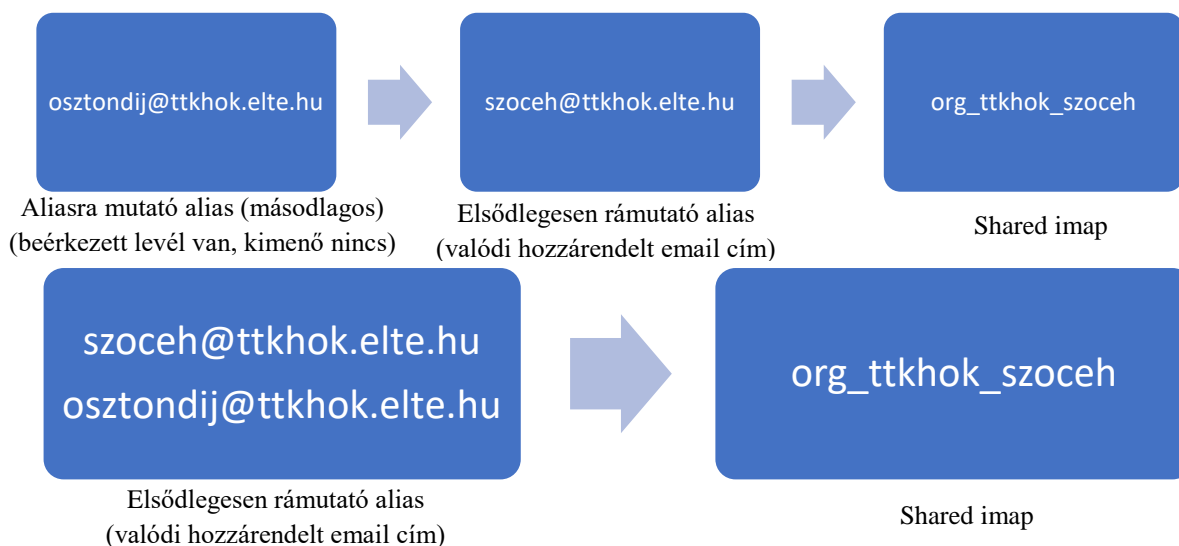 osztondij@ttkhok.elte.hu
szoceh@ttkhok.elte.hu
org_ttkhok_szoceh
Aliasra mutató alias (másodlagos)
(beérkezett levél van, kimenő nincs)
Elsődlegesen rámutató alias
(valódi hozzárendelt email cím)
Shared imap
szoceh@ttkhok.elte.hu
osztondij@ttkhok.elte.hu
org_ttkhok_szoceh
Elsődlegesen rámutató alias
(valódi hozzárendelt email cím)
Shared imap